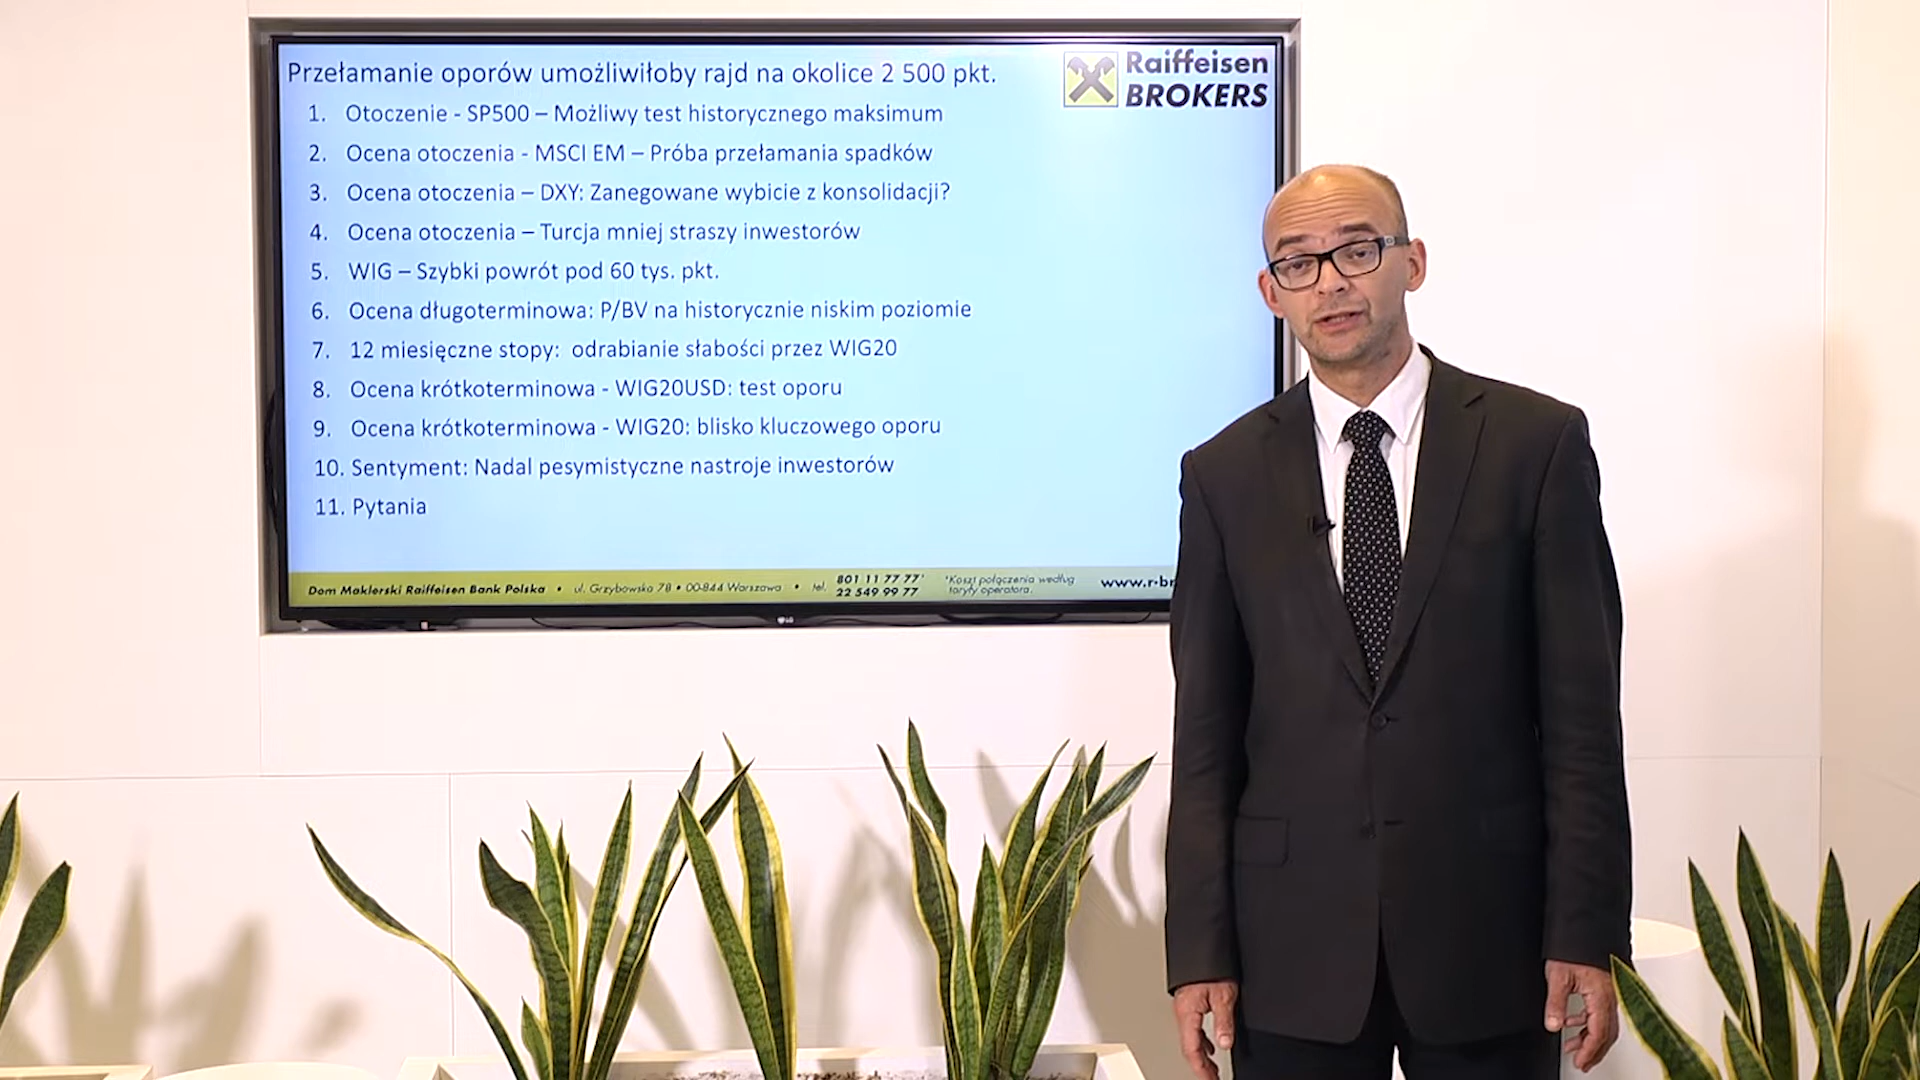 Przełamanie oporów umożliwiłoby rajd na okolice 2 500 pkt.
Raiffeisen
BROKERS
1. Otoczenie - SP500 – Możliwy test historycznego maksimum
2. Ocena otoczenia - MSCI EM – Próba przełamania spadków
3. Ocena otoczenia – DXY: Zanegowane wybicie z konsolidacji?
4. Ocena otoczenia – Turcja mniej straszy inwestorów
5. WIG – Szybki powrót pod 60 tys. pkt.
6. Ocena długoterminowa: P/BV na historycznie niskim poziomie
7. 12 miesięczne stopy: odrabianie słabości przez WIG20
8. Ocena krótkoterminowa - WIG20USD: test oporu
9. Ocena krótkoterminowa - WIG20: blisko kluczowego oporu
10. Sentyment: Nadal pesymistyczne nastroje inwestorów
11. Pytania
Dom Maklerski Raiffeisen Bank Polska • ul. Grzybowska 78 • 00-844 Warszawa • tel. 801 11 77 77* 22 549 99 77 *Koszt połączenia według taryfy operatora. www.r-br
LG